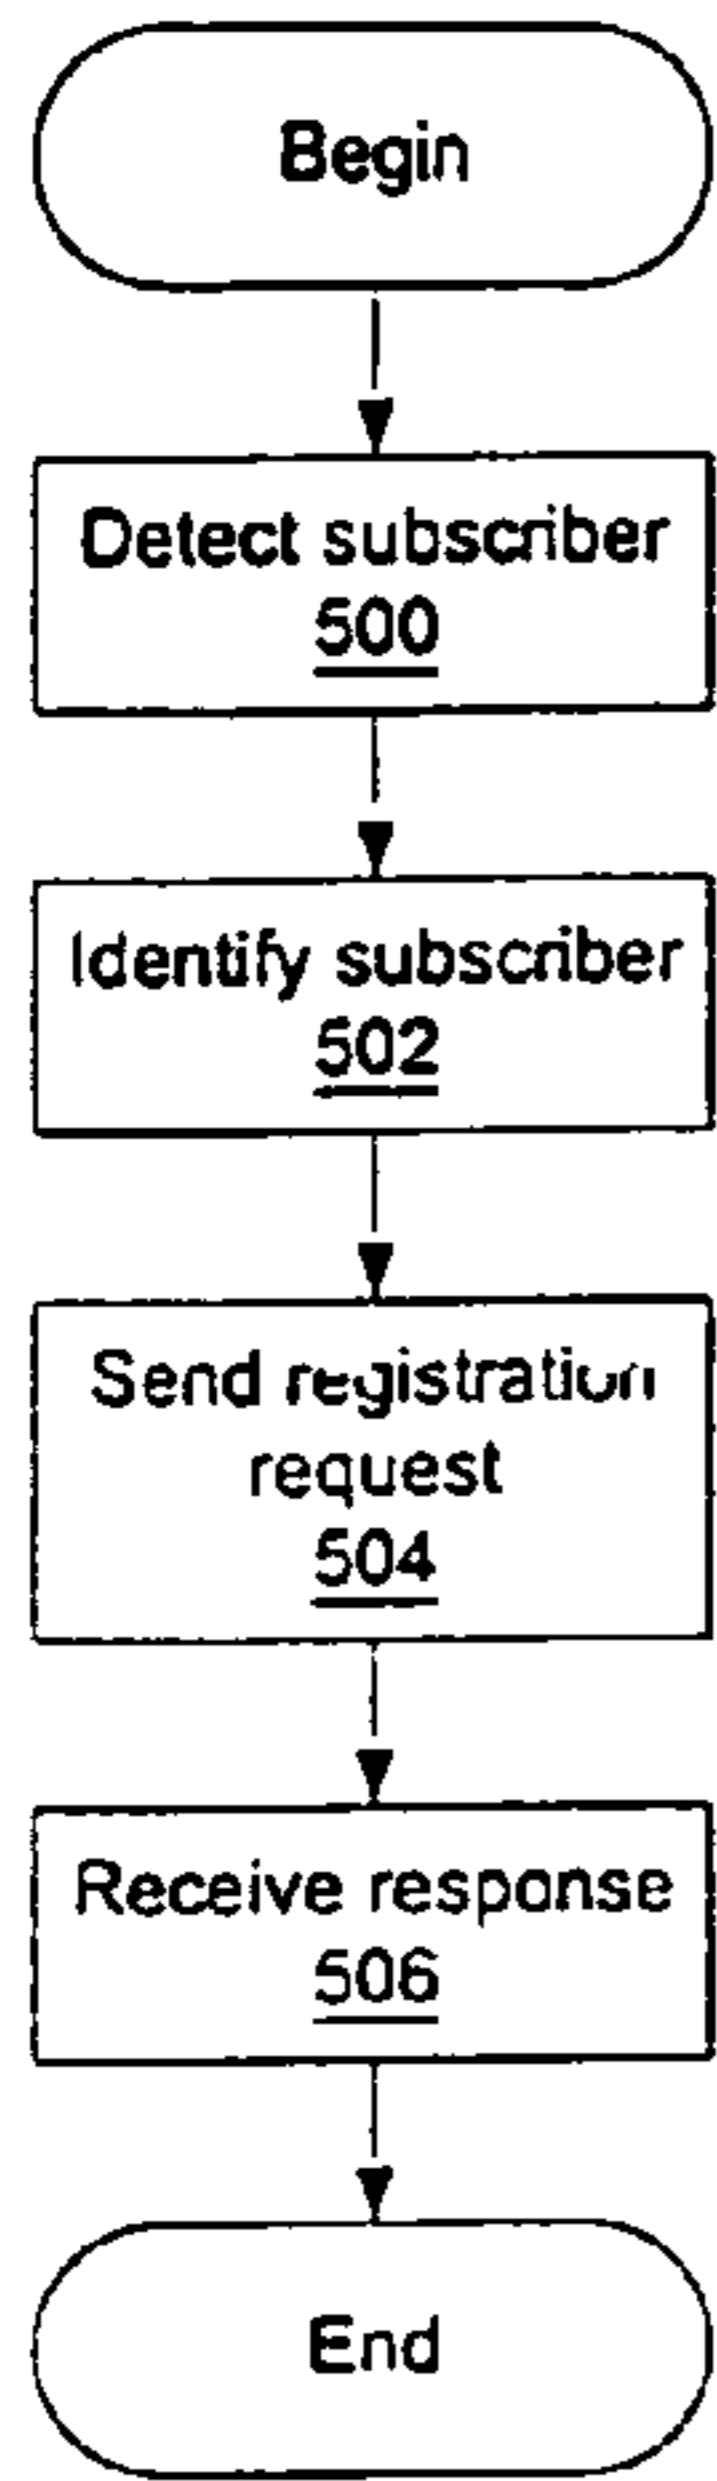 Begin
Detect subscriber
500
Identify subscriber
502
Send registration
request
504
Receive response
506
End